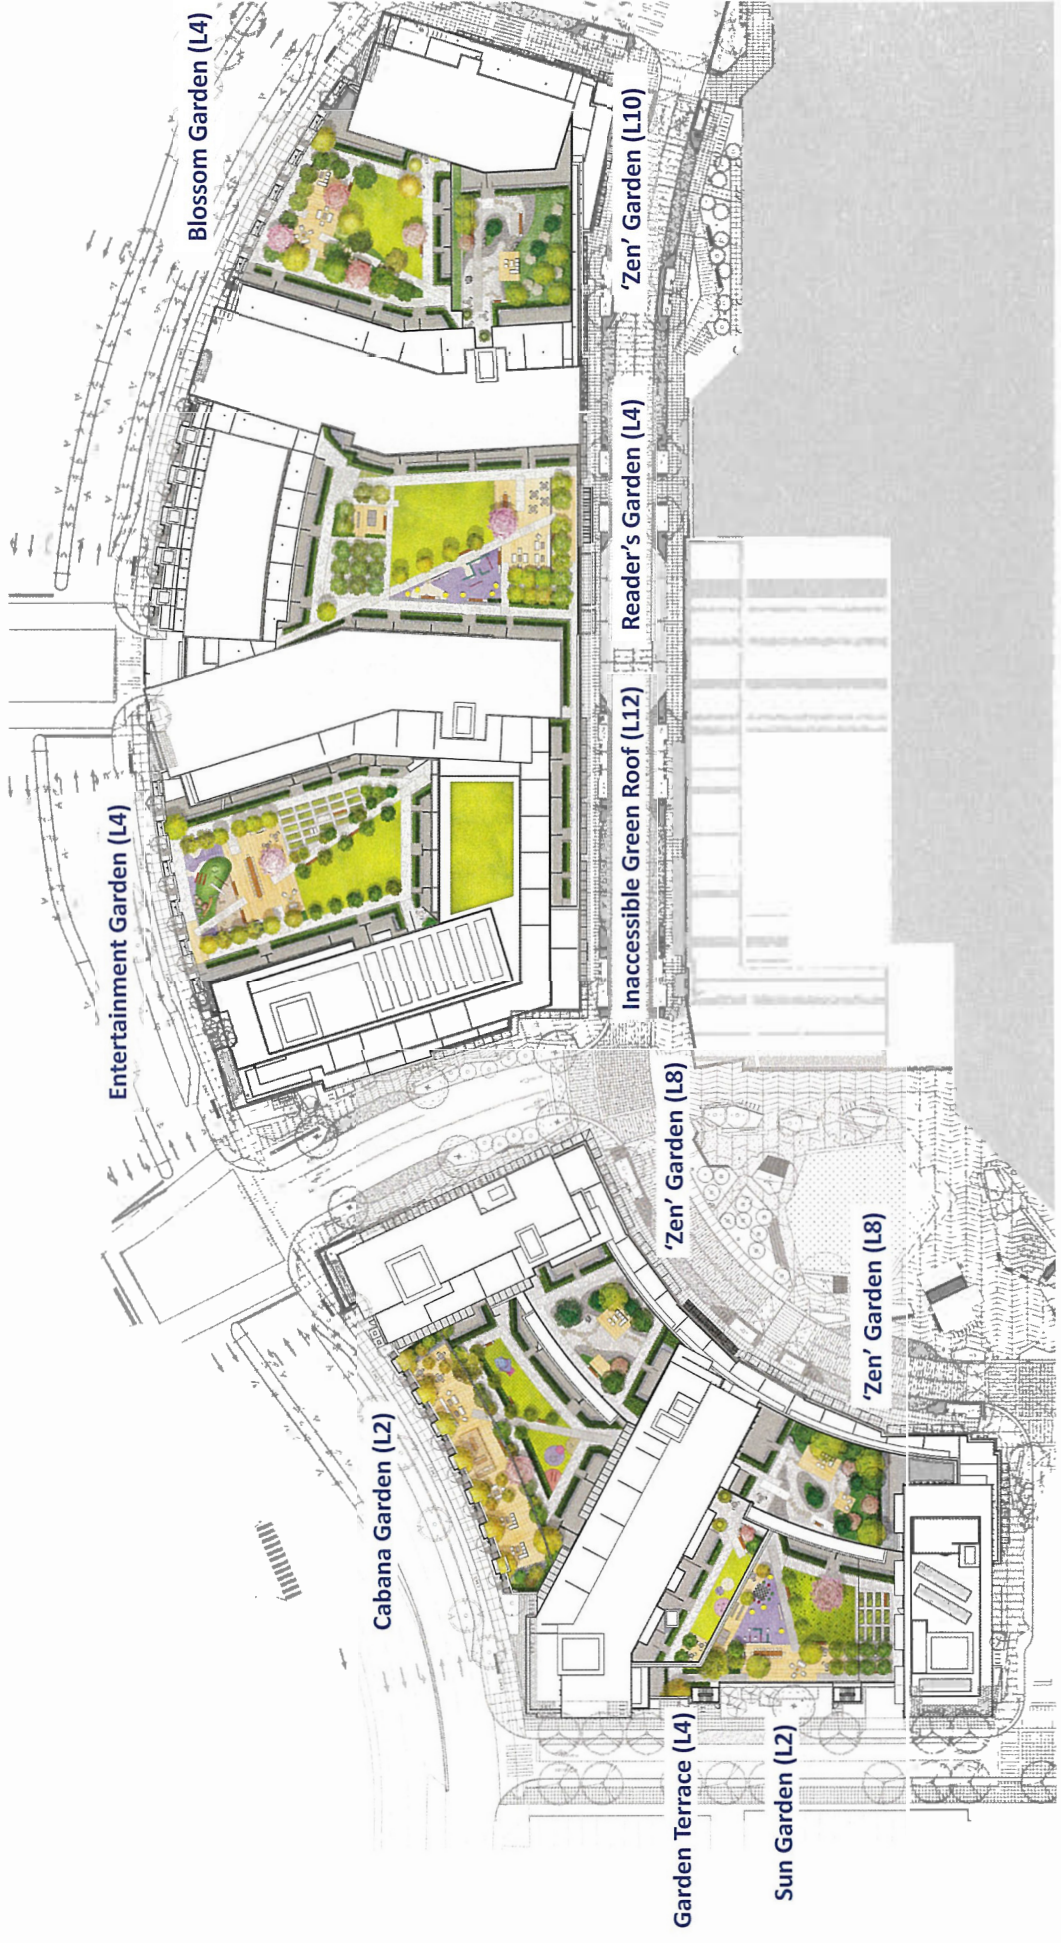 Blossom Garden (L4)
'Zen' Garden (L10)
Reader's Garden (L4)
Entertainment Garden (L4)
Inaccessible Green Roof (L12)
'Zen' Garden (L8)
'Zen' Garden (L8)
Cabana Garden (L2)
Garden Terrace (L4)
Sun Garden (L2)